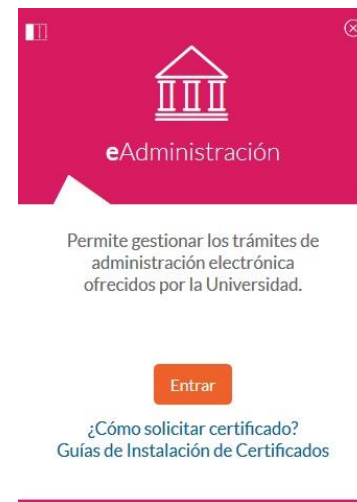 eAdministración
Permite gestionar los trámites de
administración electrónica
ofrecidos por la Universidad.
Entrar
¿Cómo solicitar certificado?
Guías de Instalación de Certificados